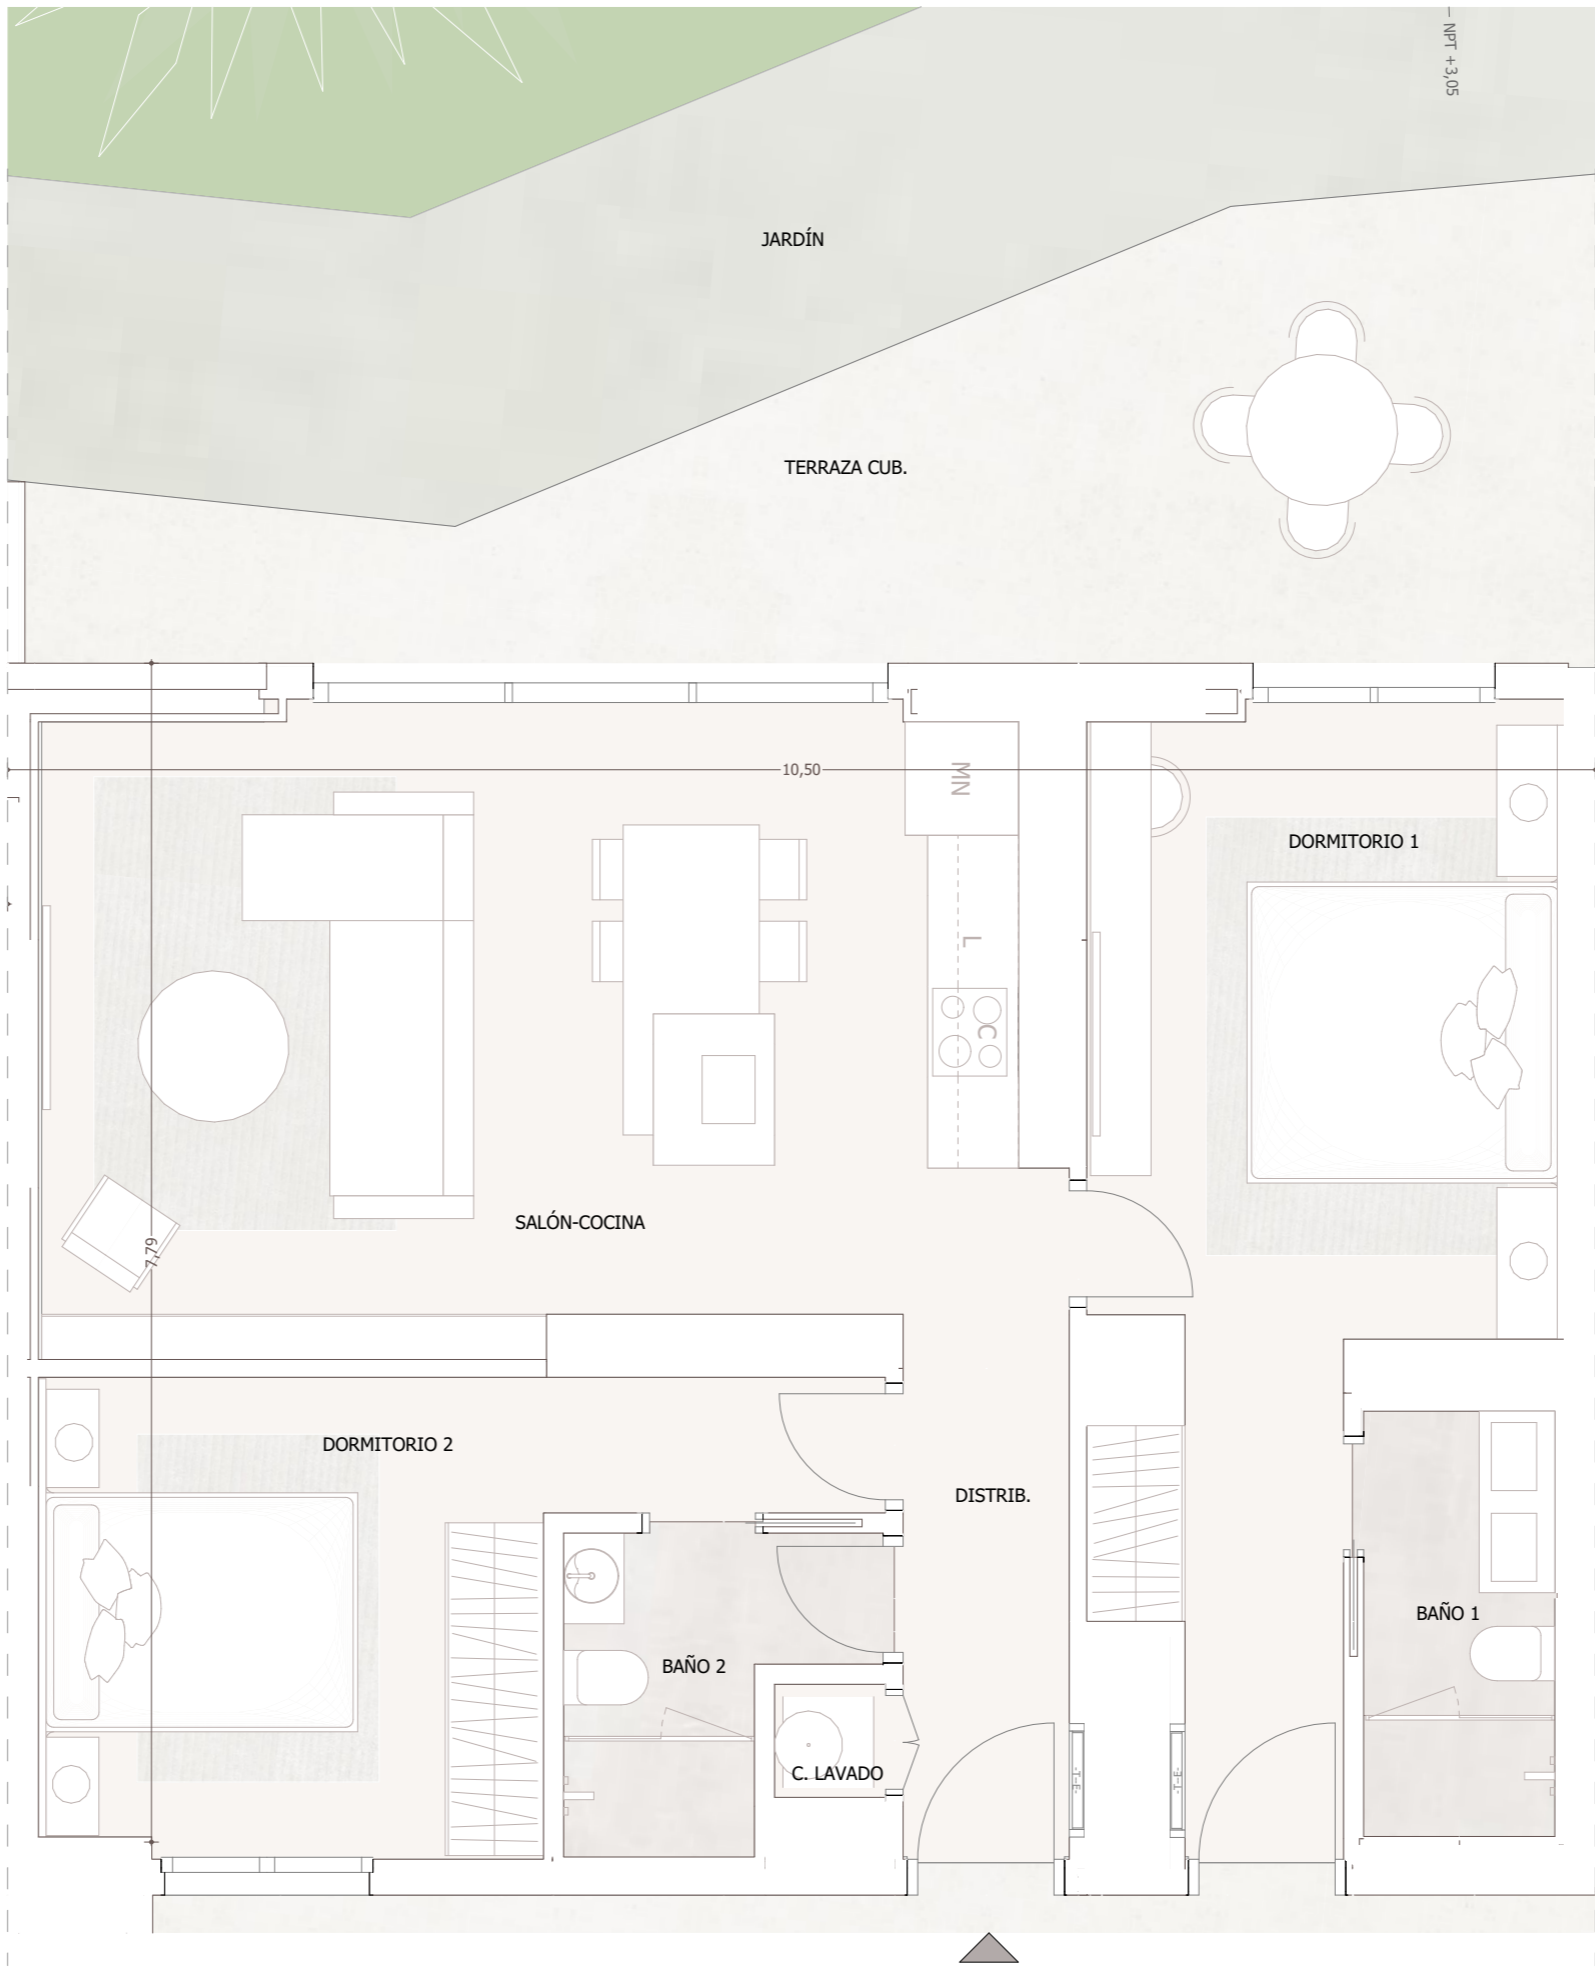 NPT +3,05
JARDÍN
TERRAZA CUB.
10,50
MN
DORMITORIO 1
L
C
SALÓN-COCINA
7,79
DORMITORIO 2
DISTRIB.
BAÑO 1
BAÑO 2
C. LAVADO
-T-E-
-T-E-